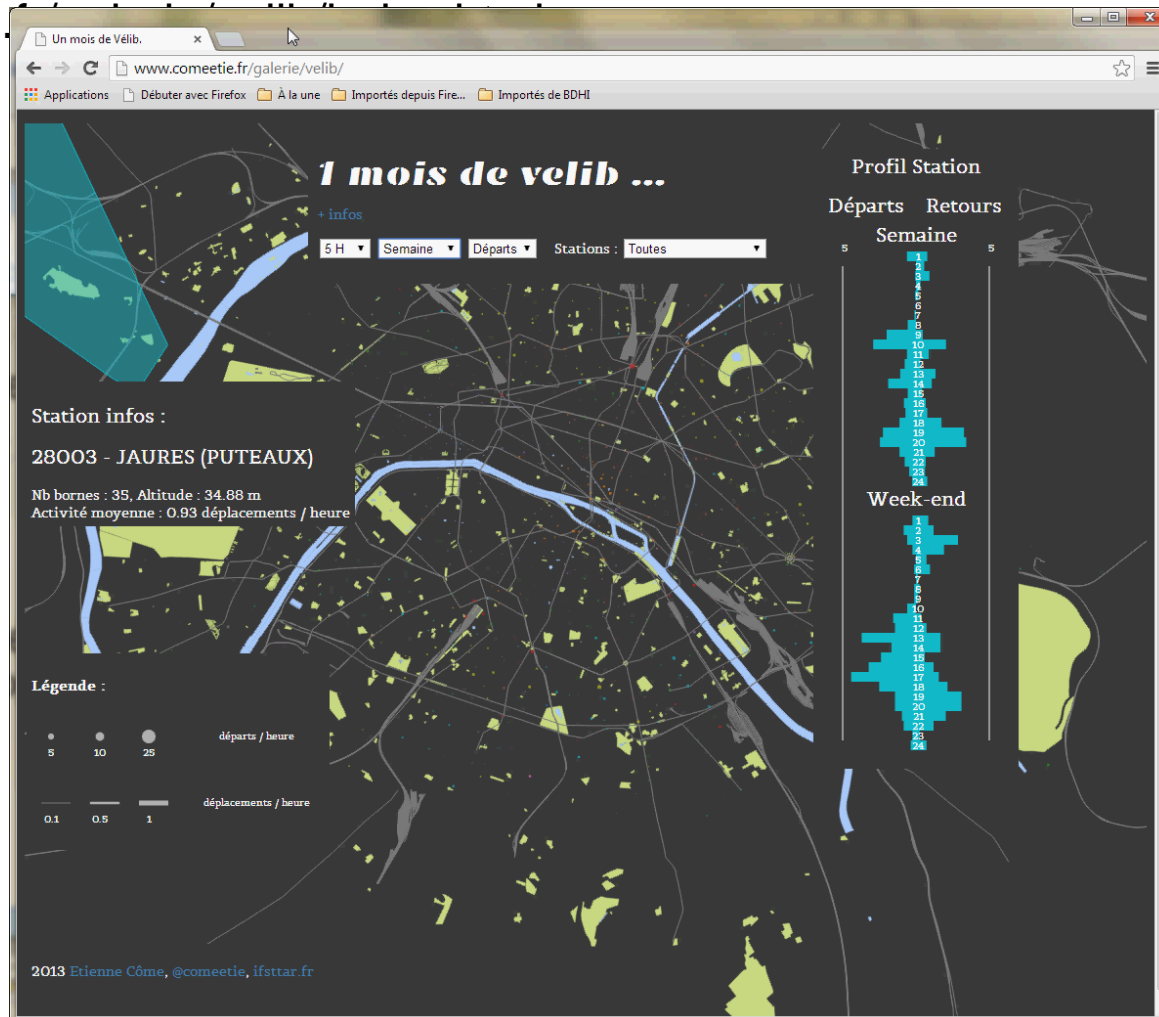 Un mois de Vélib.
www.comeetie.fr/galerie/velib/
Applications Débuter avec Firefox À la une Importés depuis Fire... Importés de BDHI
1 mois de velib ...
+ infos
5 H Semaine Départs Stations : Toutes
Station infos :
28003 - JAURES (PUTEAUX)
Nb bornes : 35, Altitude : 34.88 m
Activité moyenne : 0.93 déplacements / heure
Légende :
départs / heure
5 10 25
déplacements / heure
0.1 0.5 1
2013 Etienne Côme, @comeetie, ifsttar.fr
Profil Station
Départs Retours
Semaine
5 5
1
2
3
4
5
6
7
8
9
10
11
12
13
14
15
16
17
18
19
20
21
22
23
24
Week-end
1
2
3
4
5
6
7
8
9
10
11
12
13
14
15
16
17
18
19
20
21
22
23
24